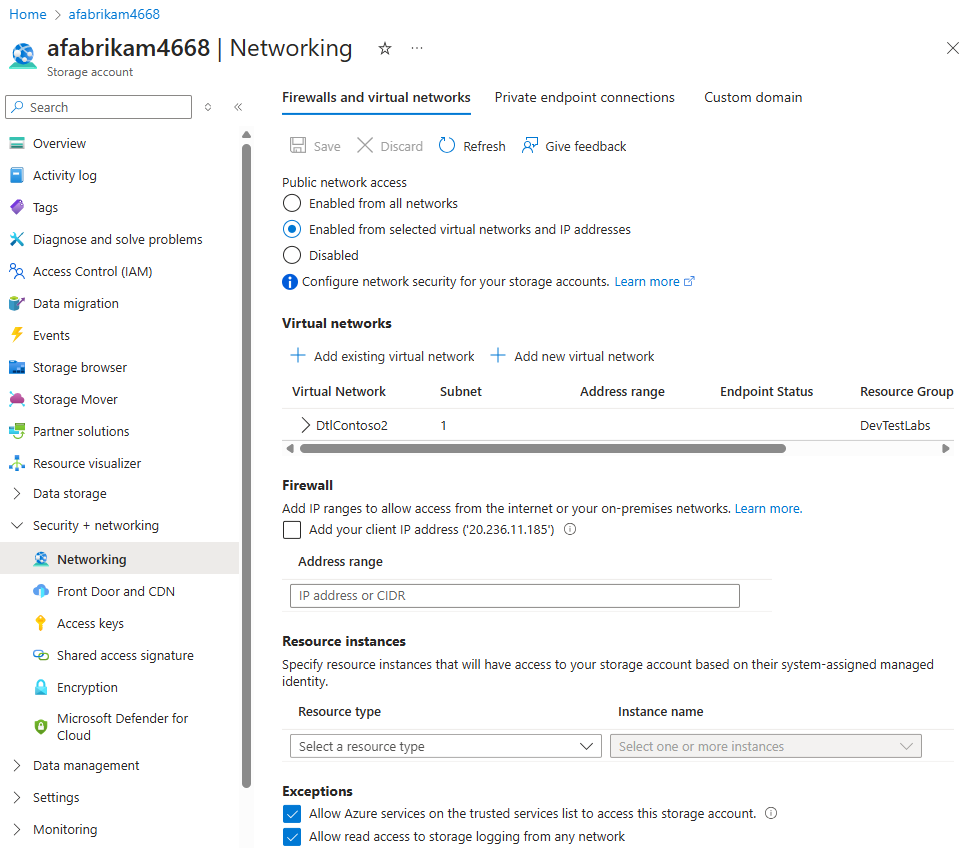 Home > afabrikam4668
afabrikam4668 | Networking
Storage account
Search
Overview
Activity log
Tags
Diagnose and solve problems
Access Control (IAM)
Data migration
Events
Storage browser
Storage Mover
Partner solutions
Resource visualizer
Data storage
Security + networking
Networking
Front Door and CDN
Access keys
Shared access signature
Encryption
Microsoft Defender for
Cloud
Data management
Settings
Monitoring
Firewalls and virtual networks Private endpoint connections Custom domain
Save Discard Refresh Give feedback
Public network access
Enabled from all networks
Enabled from selected virtual networks and IP addresses
Disabled
Configure network security for your storage accounts. Learn more
Virtual networks
Add existing virtual network Add new virtual network
Virtual Network Subnet Address range Endpoint Status Resource Group
DtlContoso2 1 DevTestLabs
Firewall
Add IP ranges to allow access from the internet or your on-premises networks. Learn more.
Add your client IP address ('20.236.11.185')
Address range
IP address or CIDR
Resource instances
Specify resource instances that will have access to your storage account based on their system-assigned managed
identity.
Resource type Instance name
Select a resource type Select one or more instances
Exceptions
Allow Azure services on the trusted services list to access this storage account.
Allow read access to storage logging from any network